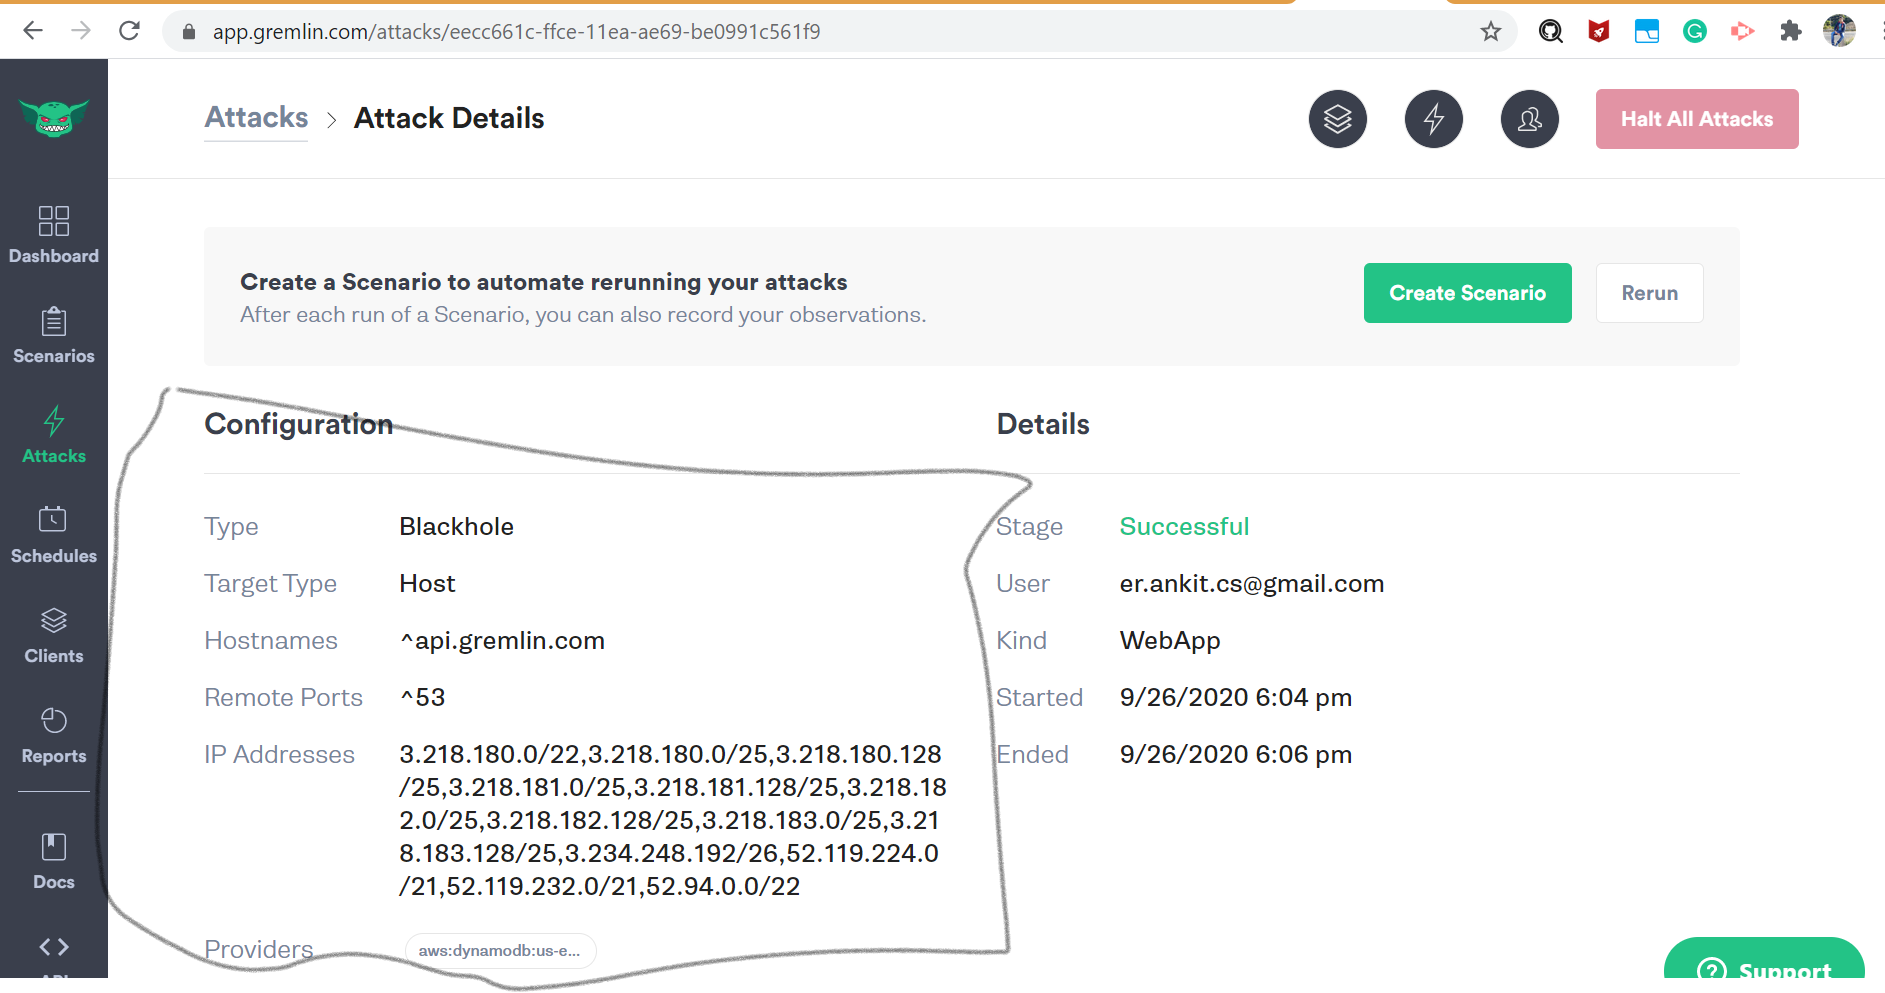 app.gremlin.com/attacks/eecc661c-ffce-11ea-ae69-be0991c561f9
Attacks > Attack Details
Halt All Attacks
Dashboard
Scenarios
Attacks
Schedules
Clients
Reports
Docs
API
Create a Scenario to automate rerunning your attacks
After each run of a Scenario, you can also record your observations.
Create Scenario
Rerun
Configuration
Type Blackhole
Target Type Host
Hostnames ^api.gremlin.com
Remote Ports ^53
IP Addresses 3.218.180.0/22,3.218.180.0/25,3.218.180.128
/25,3.218.181.0/25,3.218.181.128/25,3.218.18
2.0/25,3.218.182.128/25,3.218.183.0/25,3.21
8.183.128/25,3.234.248.192/26,52.119.224.0
/21,52.119.232.0/21,52.94.0.0/22
Providers aws:dynamodb:us-e...
Details
Stage Successful
User er.ankit.cs@gmail.com
Kind WebApp
Started 9/26/2020 6:04 pm
Ended 9/26/2020 6:06 pm
? Support